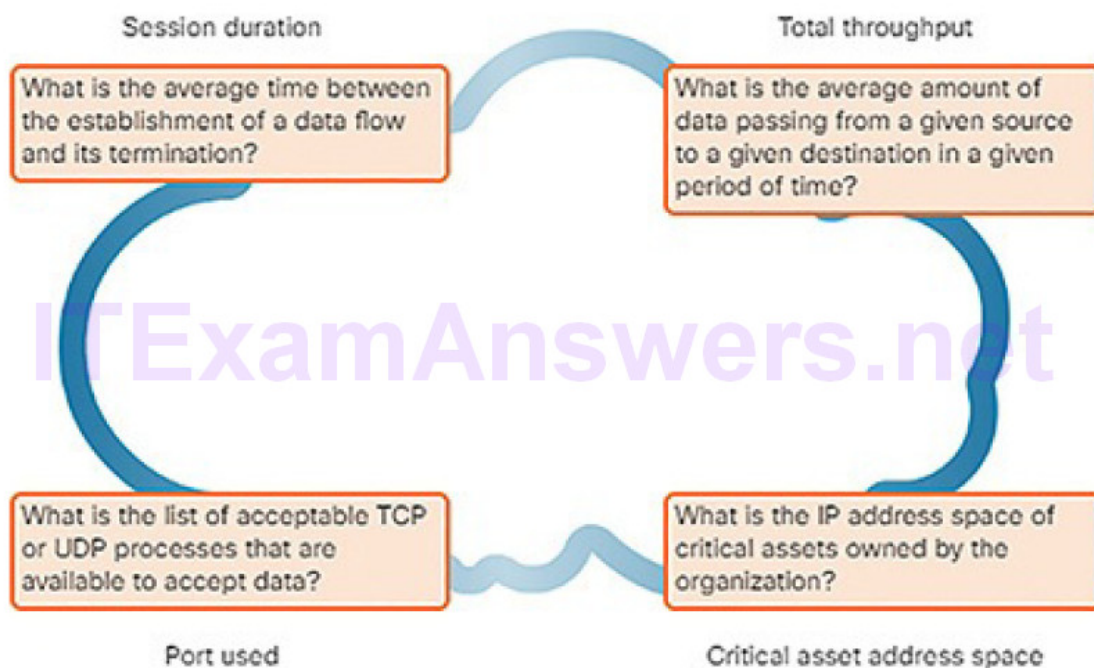 Session duration
What is the average time between
the establishment of a data flow
and its termination?
Total throughput
What is the average amount of
data passing from a given source
to a given destination in a given
period of time?
ITExamAnswers.net
What is the list of acceptable TCP
or UDP processes that are
available to accept data?
Port used
What is the IP address space of
critical assets owned by the
organization?
Critical asset address space